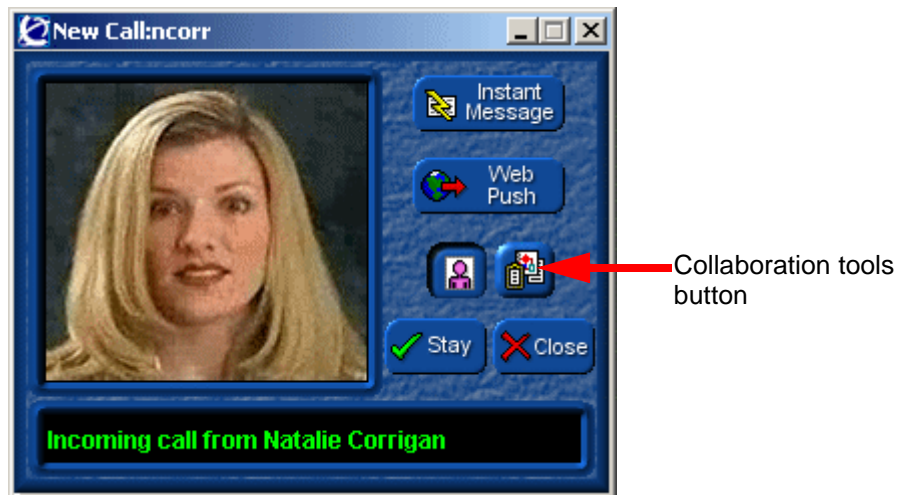 New Call:ncorr
Instant
Message
Web
Push
Collaboration tools
button
Stay
Close
Incoming call from Natalie Corrigan